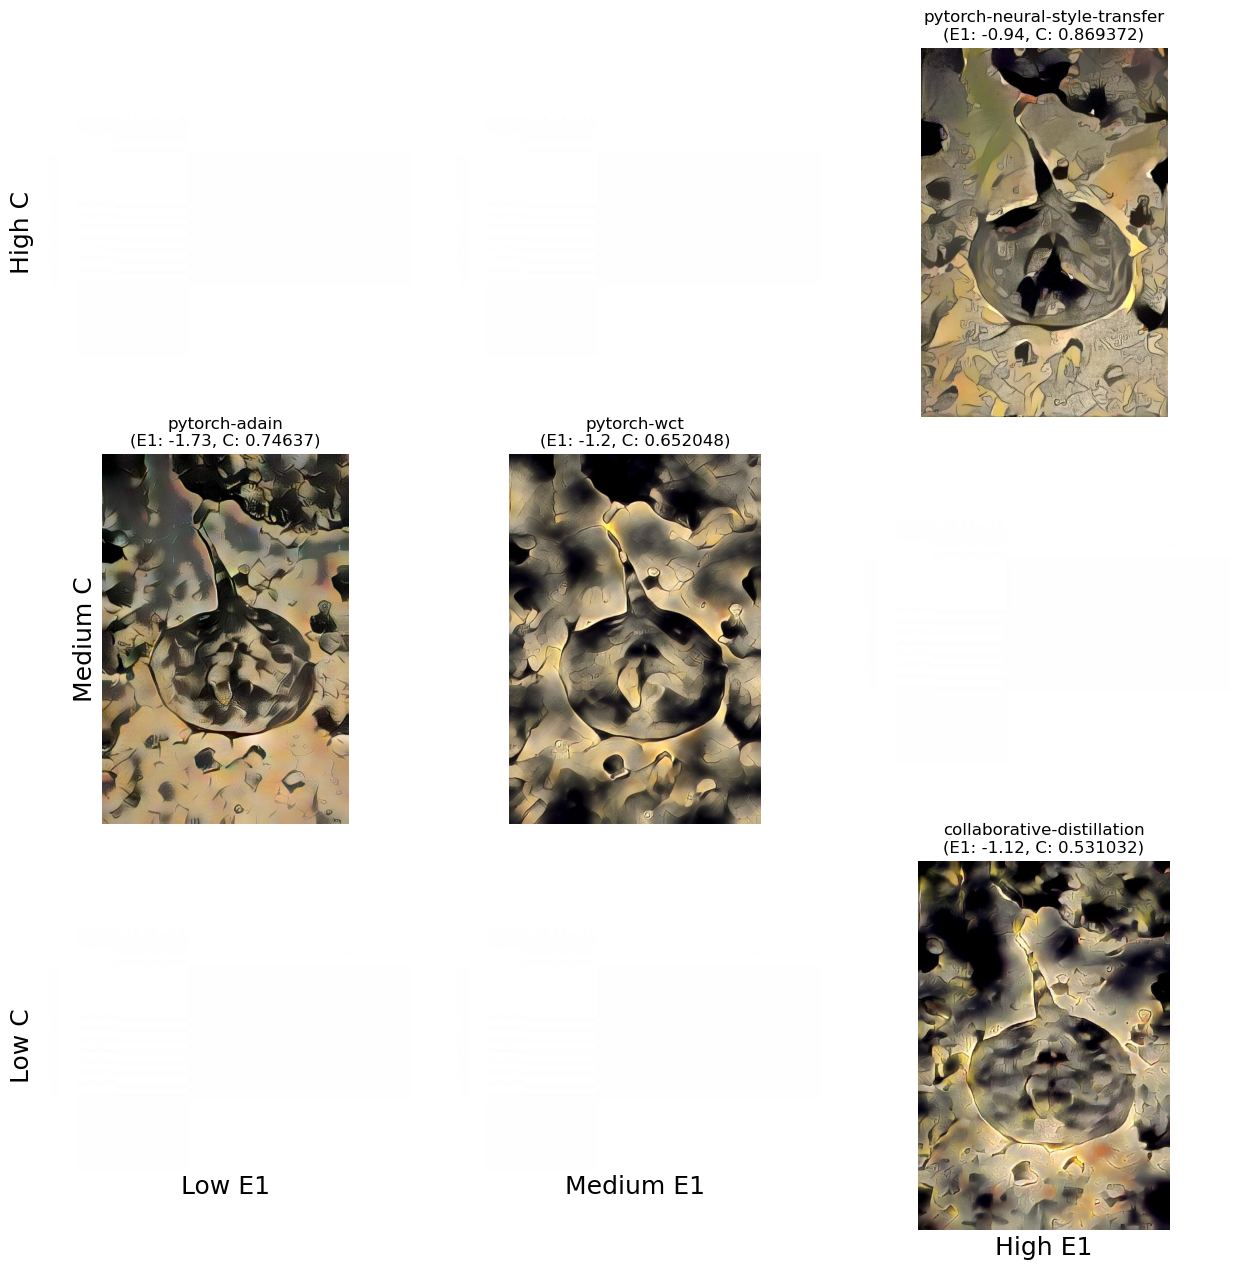 pytorch-neural-style-transfer
(E1: -0.94, C: 0.869372)
High C
pytorch-adain
(E1: -1.73, C: 0.74637)
pytorch-wct
(E1: -1.2, C: 0.652048)
Medium C
collaborative-distillation
(E1: -1.12, C: 0.531032)
Low C
Low E1
Medium E1
High E1